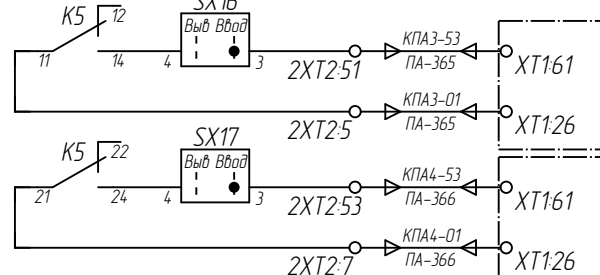 SX16
K5 12 Выв Ввод КПА3-53
11 14 4 3 2XT2:51 ПА-365 XT1:61
КПА3-01
2XT2:5 ПА-365 XT1:26
SX17
K5 22 Выв Ввод КПА4-53
21 24 4 3 2XT2:53 ПА-366 XT1:61
КПА4-01
2XT2:7 ПА-366 XT1:26